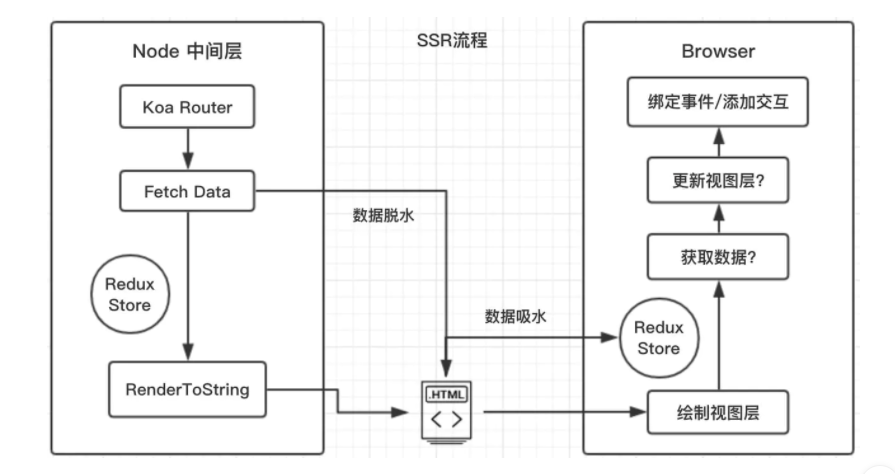 SSR流程
Node 中间层
Koa Router
Fetch Data
数据脱水
Redux
Store
RenderToString
.HTML
< >
数据吸水
Browser
绑定事件/添加交互
更新视图层?
获取数据?
Redux
Store
绘制视图层